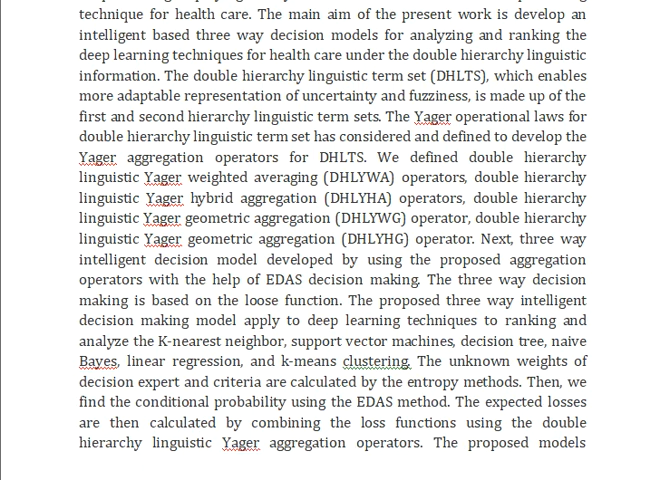 technique for health care. The main aim of the present work is develop an
intelligent based three way decision models for analyzing and ranking the
deep learning techniques for health care under the double hierarchy linguistic
information. The double hierarchy linguistic term set (DHLTS), which enables
more adaptable representation of uncertainty and fuzziness, is made up of the
first and second hierarchy linguistic term sets. The Yager operational laws for
double hierarchy linguistic term set has considered and defined to develop the
Yager aggregation operators for DHLTS. We defined double hierarchy
linguistic Yager weighted averaging (DHLYWA) operators, double hierarchy
linguistic Yager hybrid aggregation (DHLYHA) operators, double hierarchy
linguistic Yager geometric aggregation (DHLYWG) operator, double hierarchy
linguistic Yager geometric aggregation (DHLYHG) operator. Next, three way
intelligent decision model developed by using the proposed aggregation
operators with the help of EDAS decision making. The three way decision
making is based on the loose function. The proposed three way intelligent
decision making model apply to deep learning techniques to ranking and
analyze the K-nearest neighbor, support vector machines, decision tree, naive
Bayes, linear regression, and k-means clustering. The unknown weights of
decision expert and criteria are calculated by the entropy methods. Then, we
find the conditional probability using the EDAS method. The expected losses
are then calculated by combining the loss functions using the double
hierarchy linguistic Yager aggregation operators. The proposed models